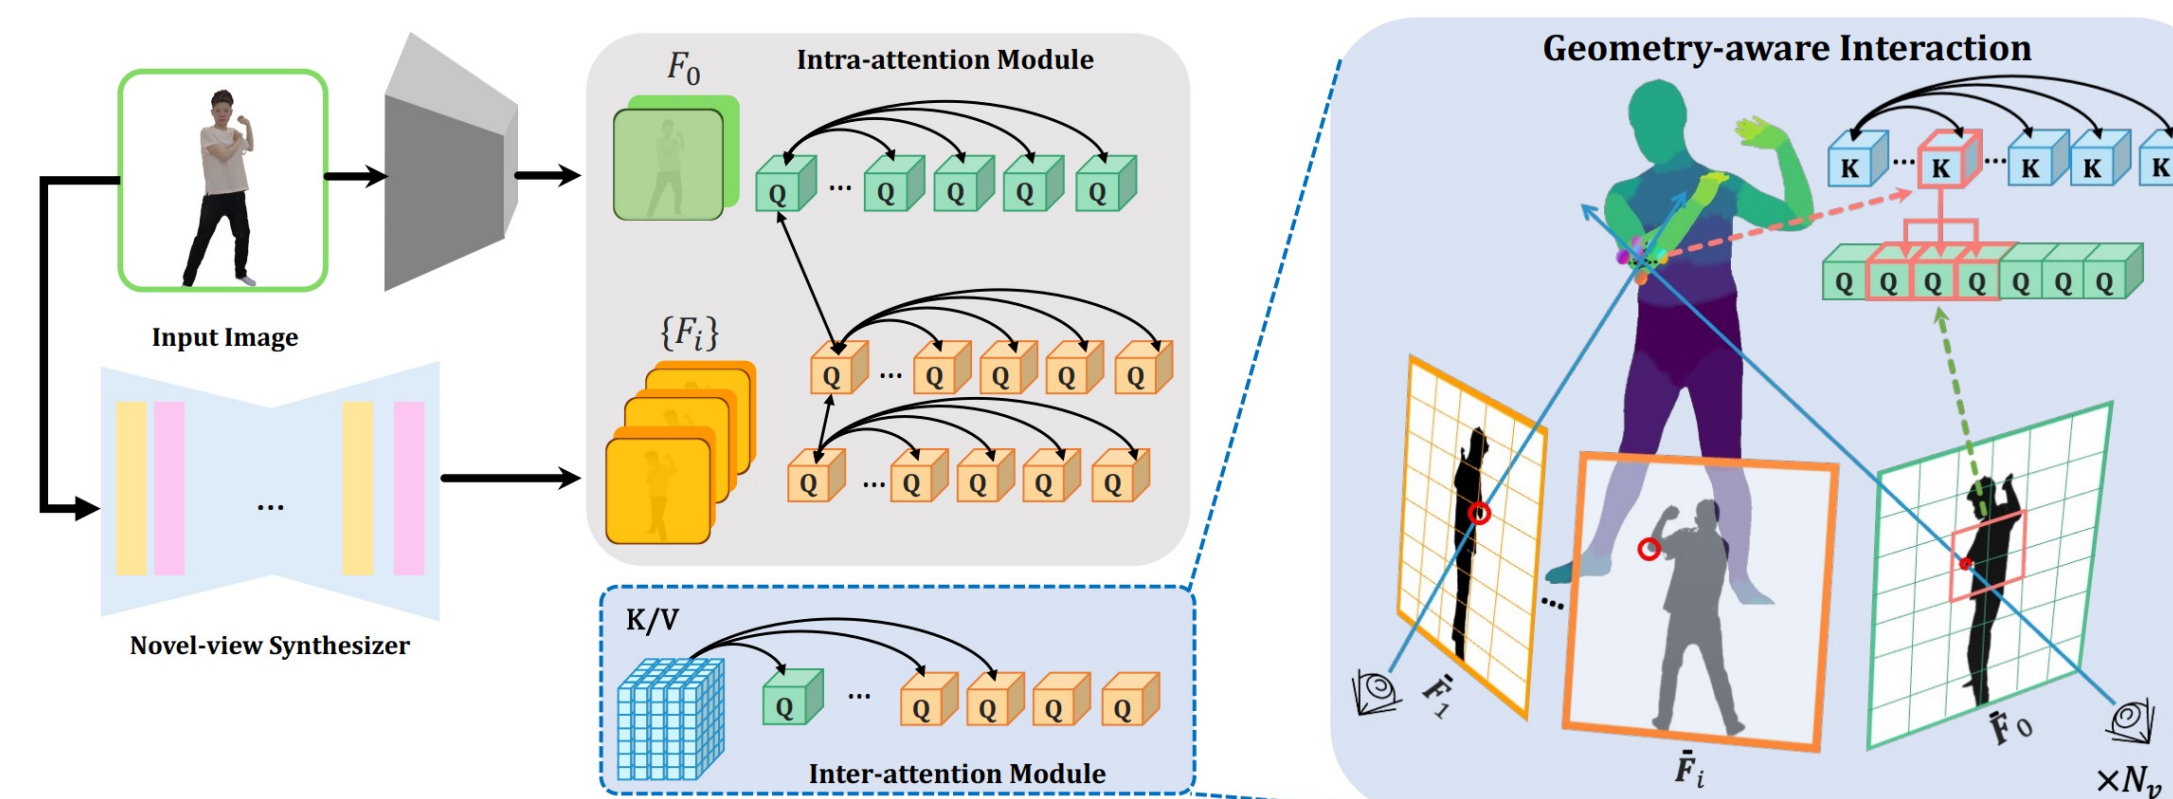 Input Image
Novel-view Synthesizer
...
F₀
Intra-attention Module
Q ... Q Q Q Q
{Fᵢ}
Q ... Q Q Q Q
Q ... Q Q Q Q
K/V
Q ... Q Q Q Q
Inter-attention Module
Geometry-aware Interaction
K ... K ... K K K
Q Q Q Q Q Q Q
...
F̄₁
F̄ᵢ
F̄₀
×Nᵥ